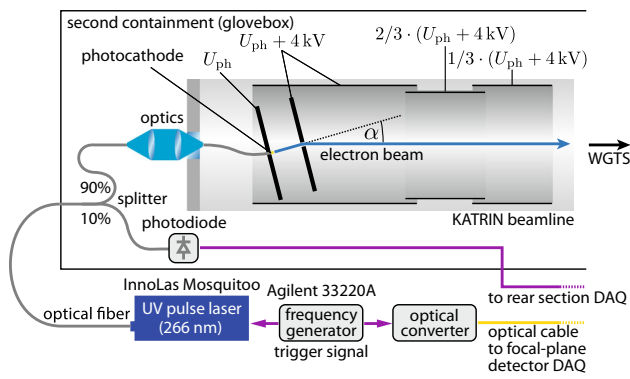 second containment (glovebox)
photocathode
U_ph
U_ph + 4 kV
2/3 · (U_ph + 4 kV)
1/3 · (U_ph + 4 kV)
optics
α
electron beam
WGTS
90%
10%
splitter
photodiode
KATRIN beamline
InnoLas Mosquitoo
UV pulse laser
(266 nm)
optical fiber
Agilent 33220A
frequency
generator
trigger signal
optical
converter
to rear section DAQ
optical cable
to focal-plane
detector DAQ